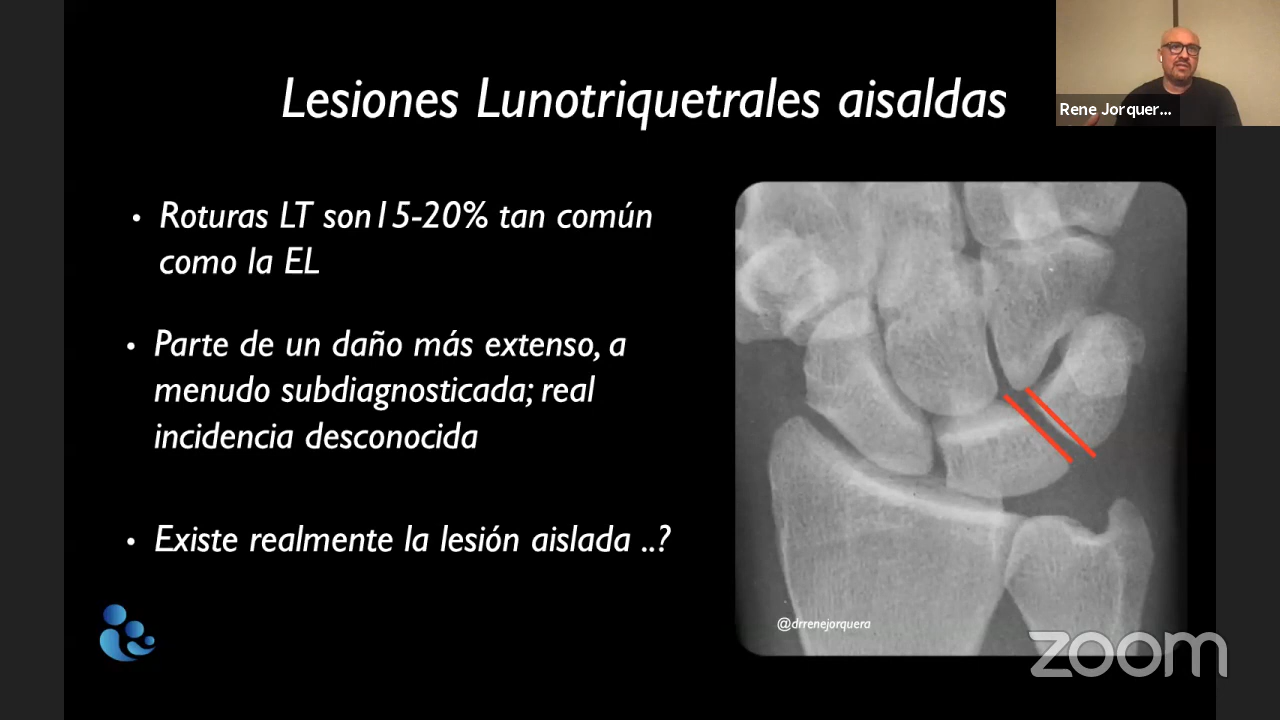 Lesiones Lunotriquetrales aisaldas
Rene Jorquer...
• Roturas LT son15-20% tan común
como la EL
• Parte de un daño más extenso, a
menudo subdiagnosticada; real
incidencia desconocida
• Existe realmente la lesión aislada ..?
@drrenejorquera
zoom